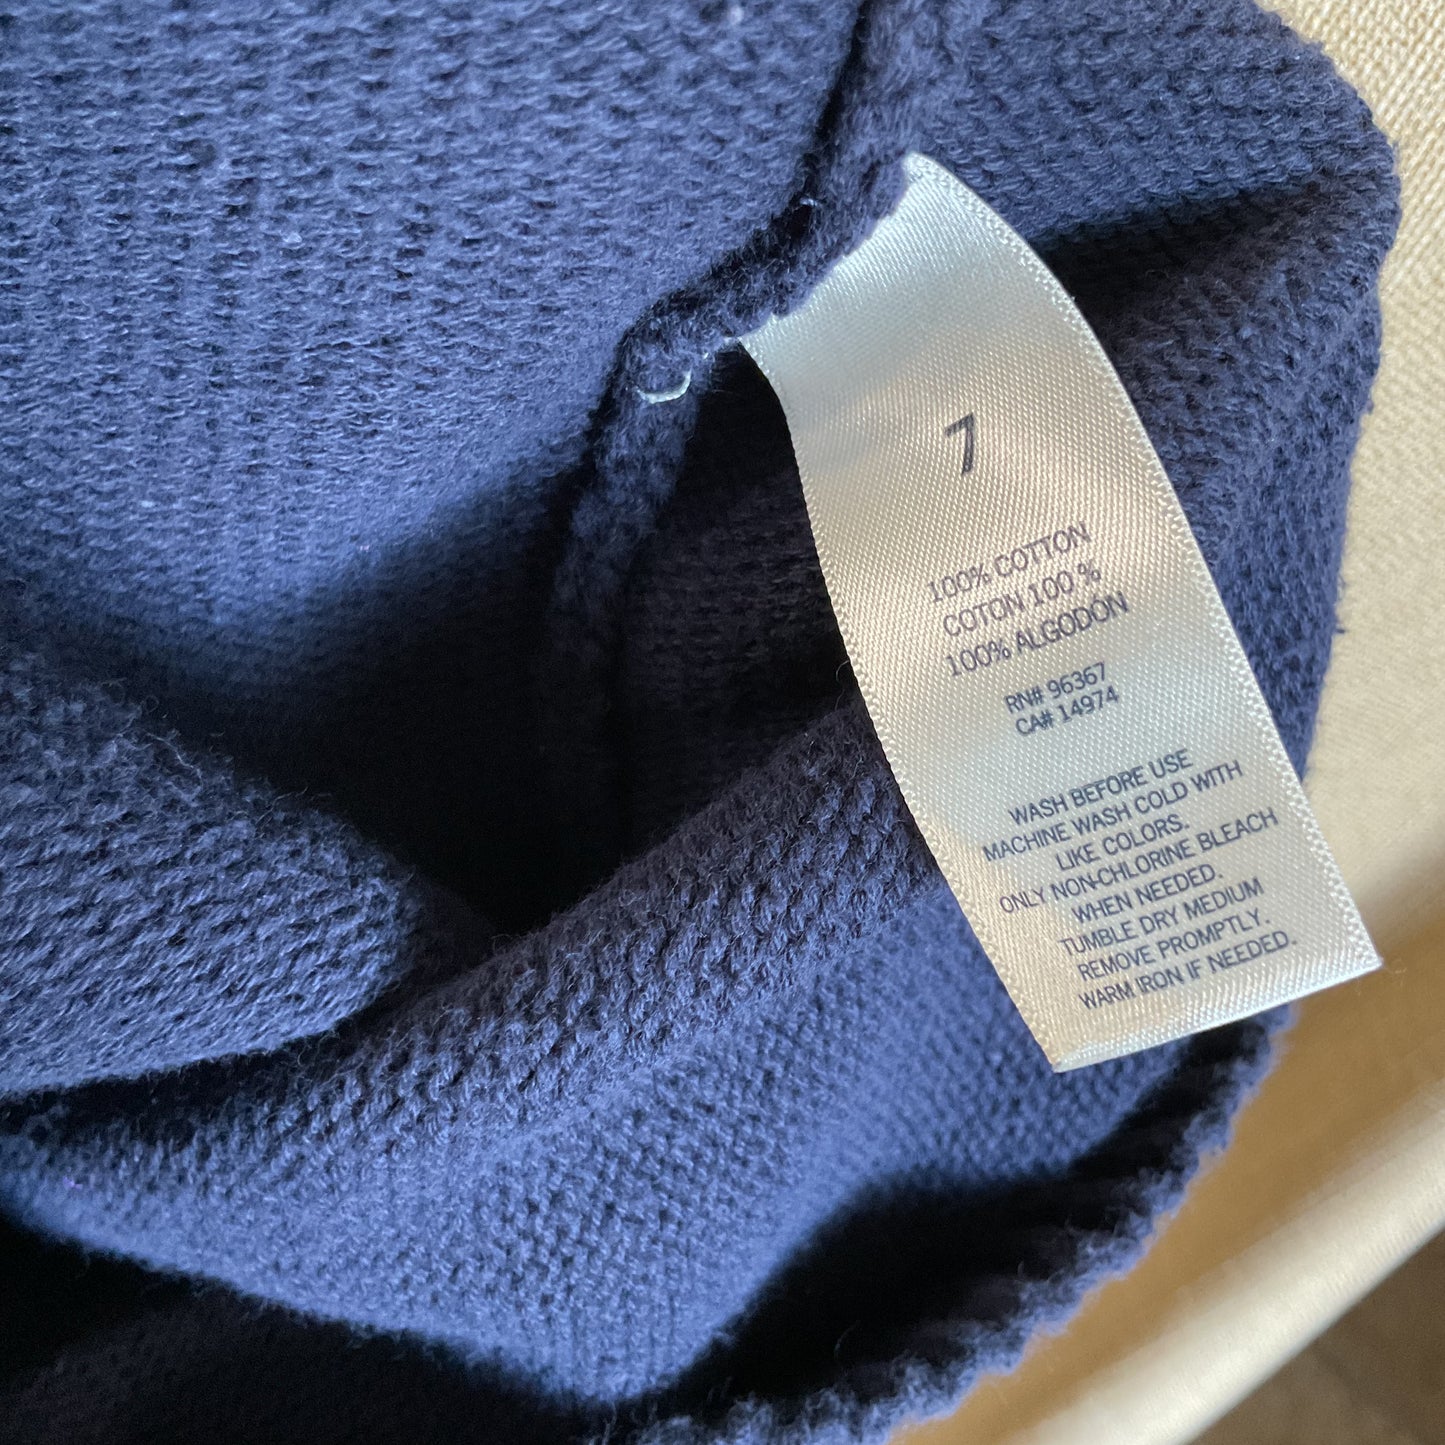 7
100% COTTON
COTON 100 %
100% ALGODÓN
RN# 96367
CA# 14974
WASH BEFORE USE
MACHINE WASH COLD WITH
LIKE COLORS.
ONLY NON-CHLORINE BLEACH
WHEN NEEDED.
TUMBLE DRY MEDIUM
REMOVE PROMPTLY.
WARM IRON IF NEEDED.